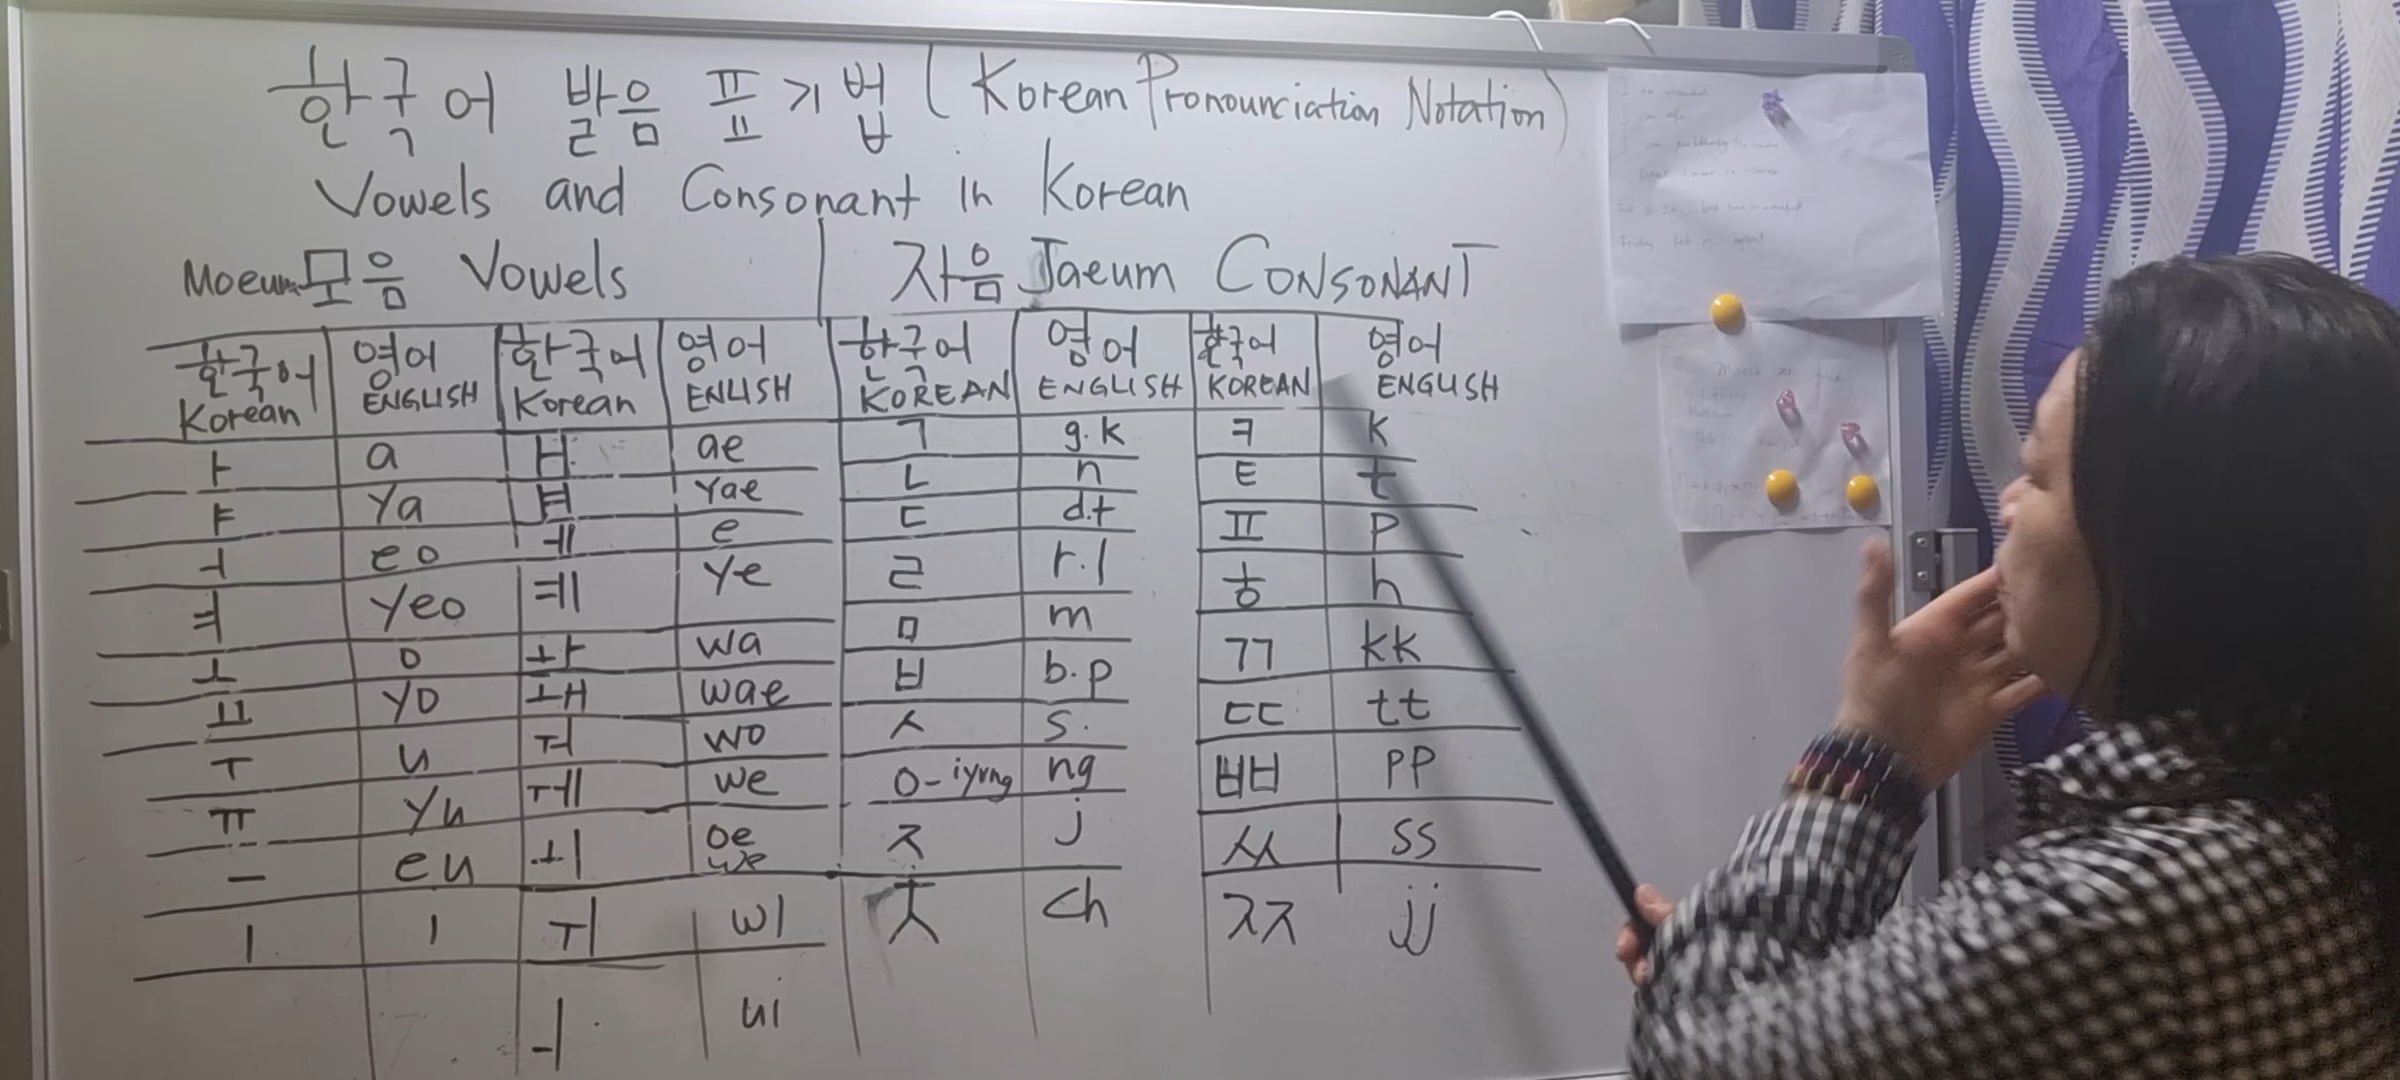 한국어 발음 표기법 (Korean Pronounciation Notation)
Vowels and Consonant in Korean
Moeum 모음 Vowels 자음 Jaeum CONSONANT
한국어 영어 한국어 영어 한국어 영어 한국어 영어
Korean ENGLISH Korean ENLISH KOREAN ENGLISH KOREAN ENGLISH
ㅏ a ㅐ ae ㄱ g.k ㅋ k
ㅑ ya ㅒ yae ㄴ n ㅌ t
ㅓ eo ㅔ e ㄷ d.t ㅍ p
ㅕ yeo ㅖ ye ㄹ r.l ㅎ h
ㅗ o ㅘ wa ㅁ m ㄲ kk
ㅛ yo ㅙ wae ㅂ b.p ㄸ tt
ㅜ u ㅝ wo ㅅ s. ㅃ pp
ㅠ yu ㅞ we ㅇ- iyung ng ㅆ ss
ㅡ eu ㅚ oe we ㅈ j ㅉ jj
ㅣ i ㅟ wi ㅊ ch
ㅢ ui